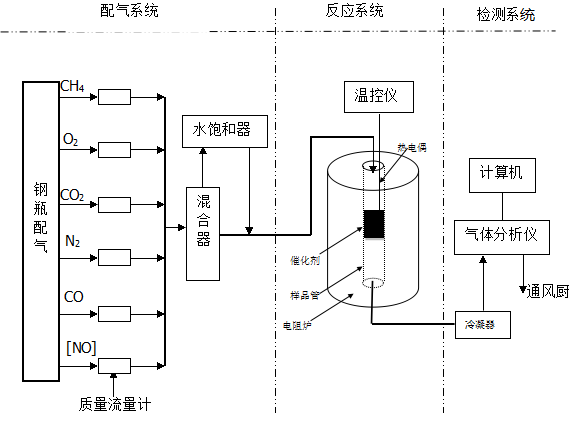 配气系统
反应系统
检测系统
CH4
O2
CO2
N2
CO
[NO]
钢瓶配气
质量流量计
水饱和器
混合器
温控仪
热电偶
催化剂
样品管
电阻炉
计算机
气体分析仪
通风厨
冷凝器